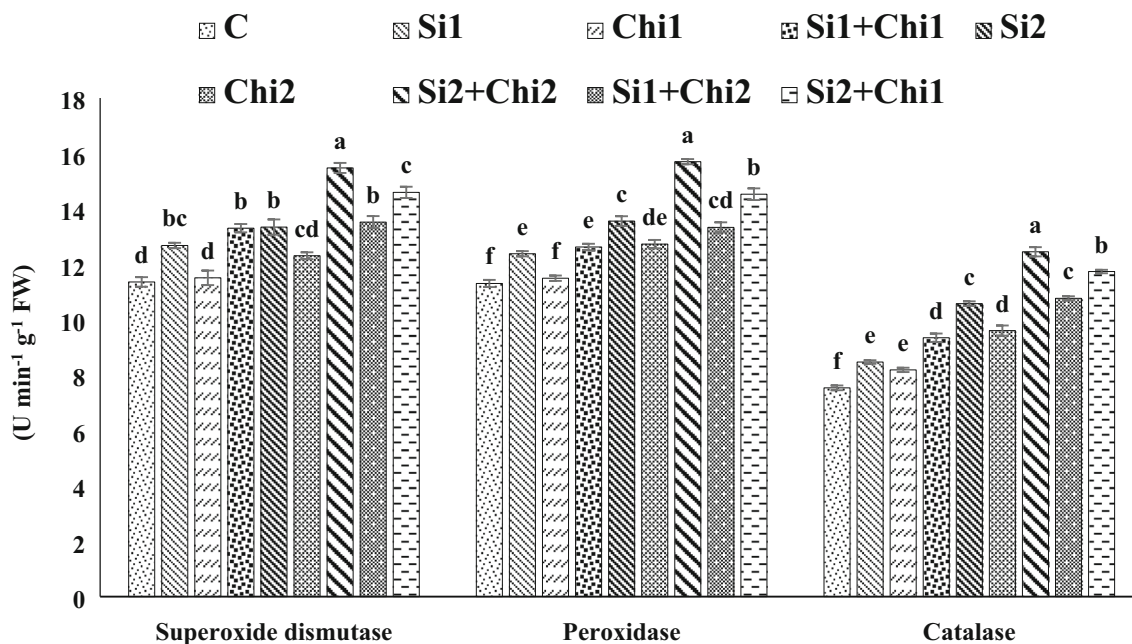 C Si1 Chi1 Si1+Chi1 Si2
Chi2 Si2+Chi2 Si1+Chi2 Si2+Chi1
(U min⁻¹ g⁻¹ FW)
18
16
14
12
10
8
6
4
2
0
d bc d b b cd a b c
f e f e c de a cd b
f e e d c d a c b
Superoxide dismutase Peroxidase Catalase